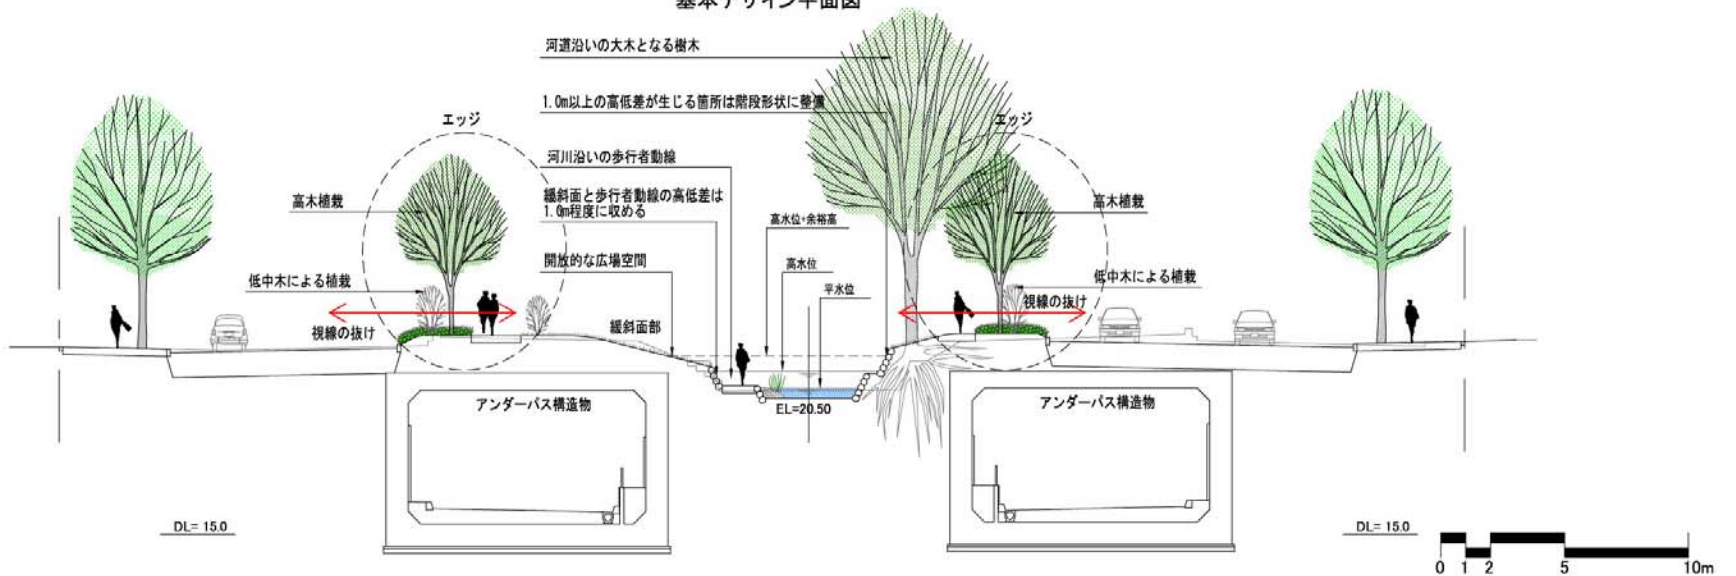 基本デザイン平面図
河道沿いの大木となる樹木
1.0m以上の高低差が生じる箇所は階段形状に整備
エッジ
エッジ
河川沿いの歩行者動線
緩斜面と歩行者動線の高低差は
1.0m程度に収める
高木植栽
高木植栽
高水位+余裕高
開放的な広場空間
高水位
低中木による植栽
低中木による植栽
平水位
視線の抜け
視線の抜け
緩斜面部
EL=20.50
アンダーパス構造物
アンダーパス構造物
DL= 15.0
DL= 15.0
0 1 2 5 10m